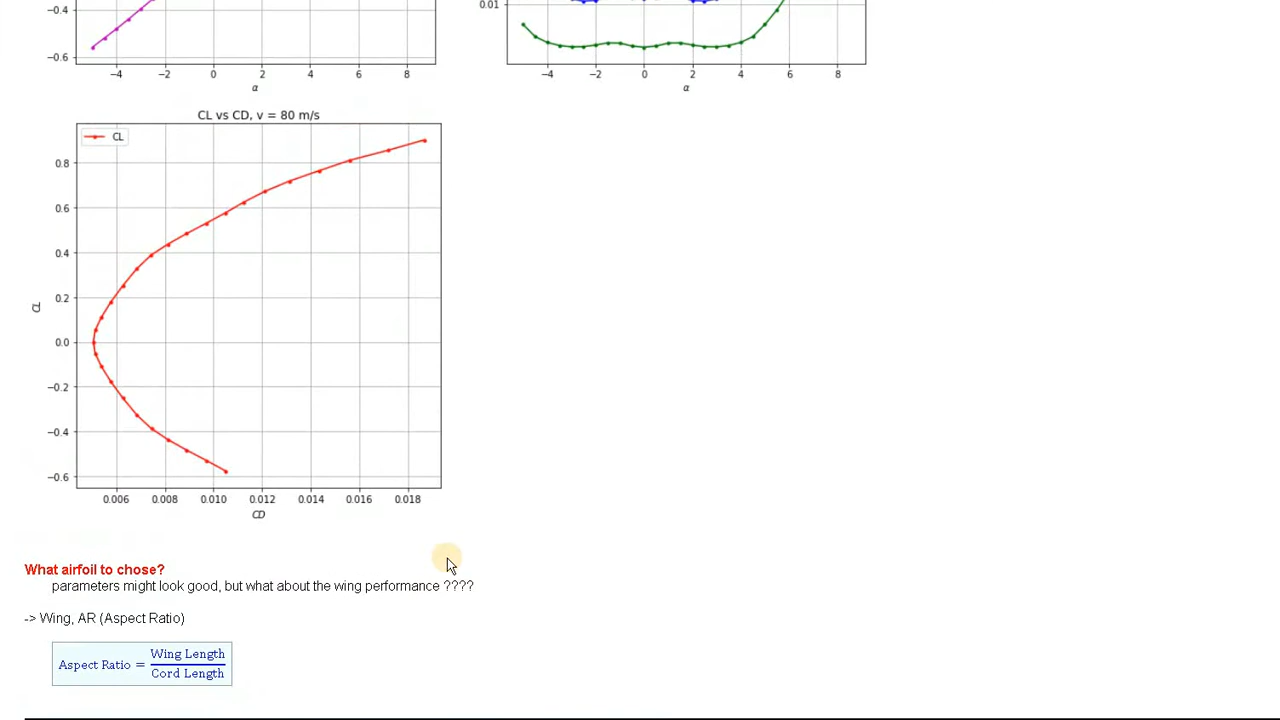 −0.4
−0.6
−4 −2 0 2 4 6 8
α
0.01
−4 −2 0 2 4 6 8
α
CL vs CD, v = 80 m/s
CL
0.8
0.6
0.4
0.2
0.0
−0.2
−0.4
−0.6
CL
0.006 0.008 0.010 0.012 0.014 0.016 0.018
CD
What airfoil to chose?
parameters might look good, but what about the wing performance ????
-> Wing, AR (Aspect Ratio)
Aspect Ratio = Wing Length
Cord Length